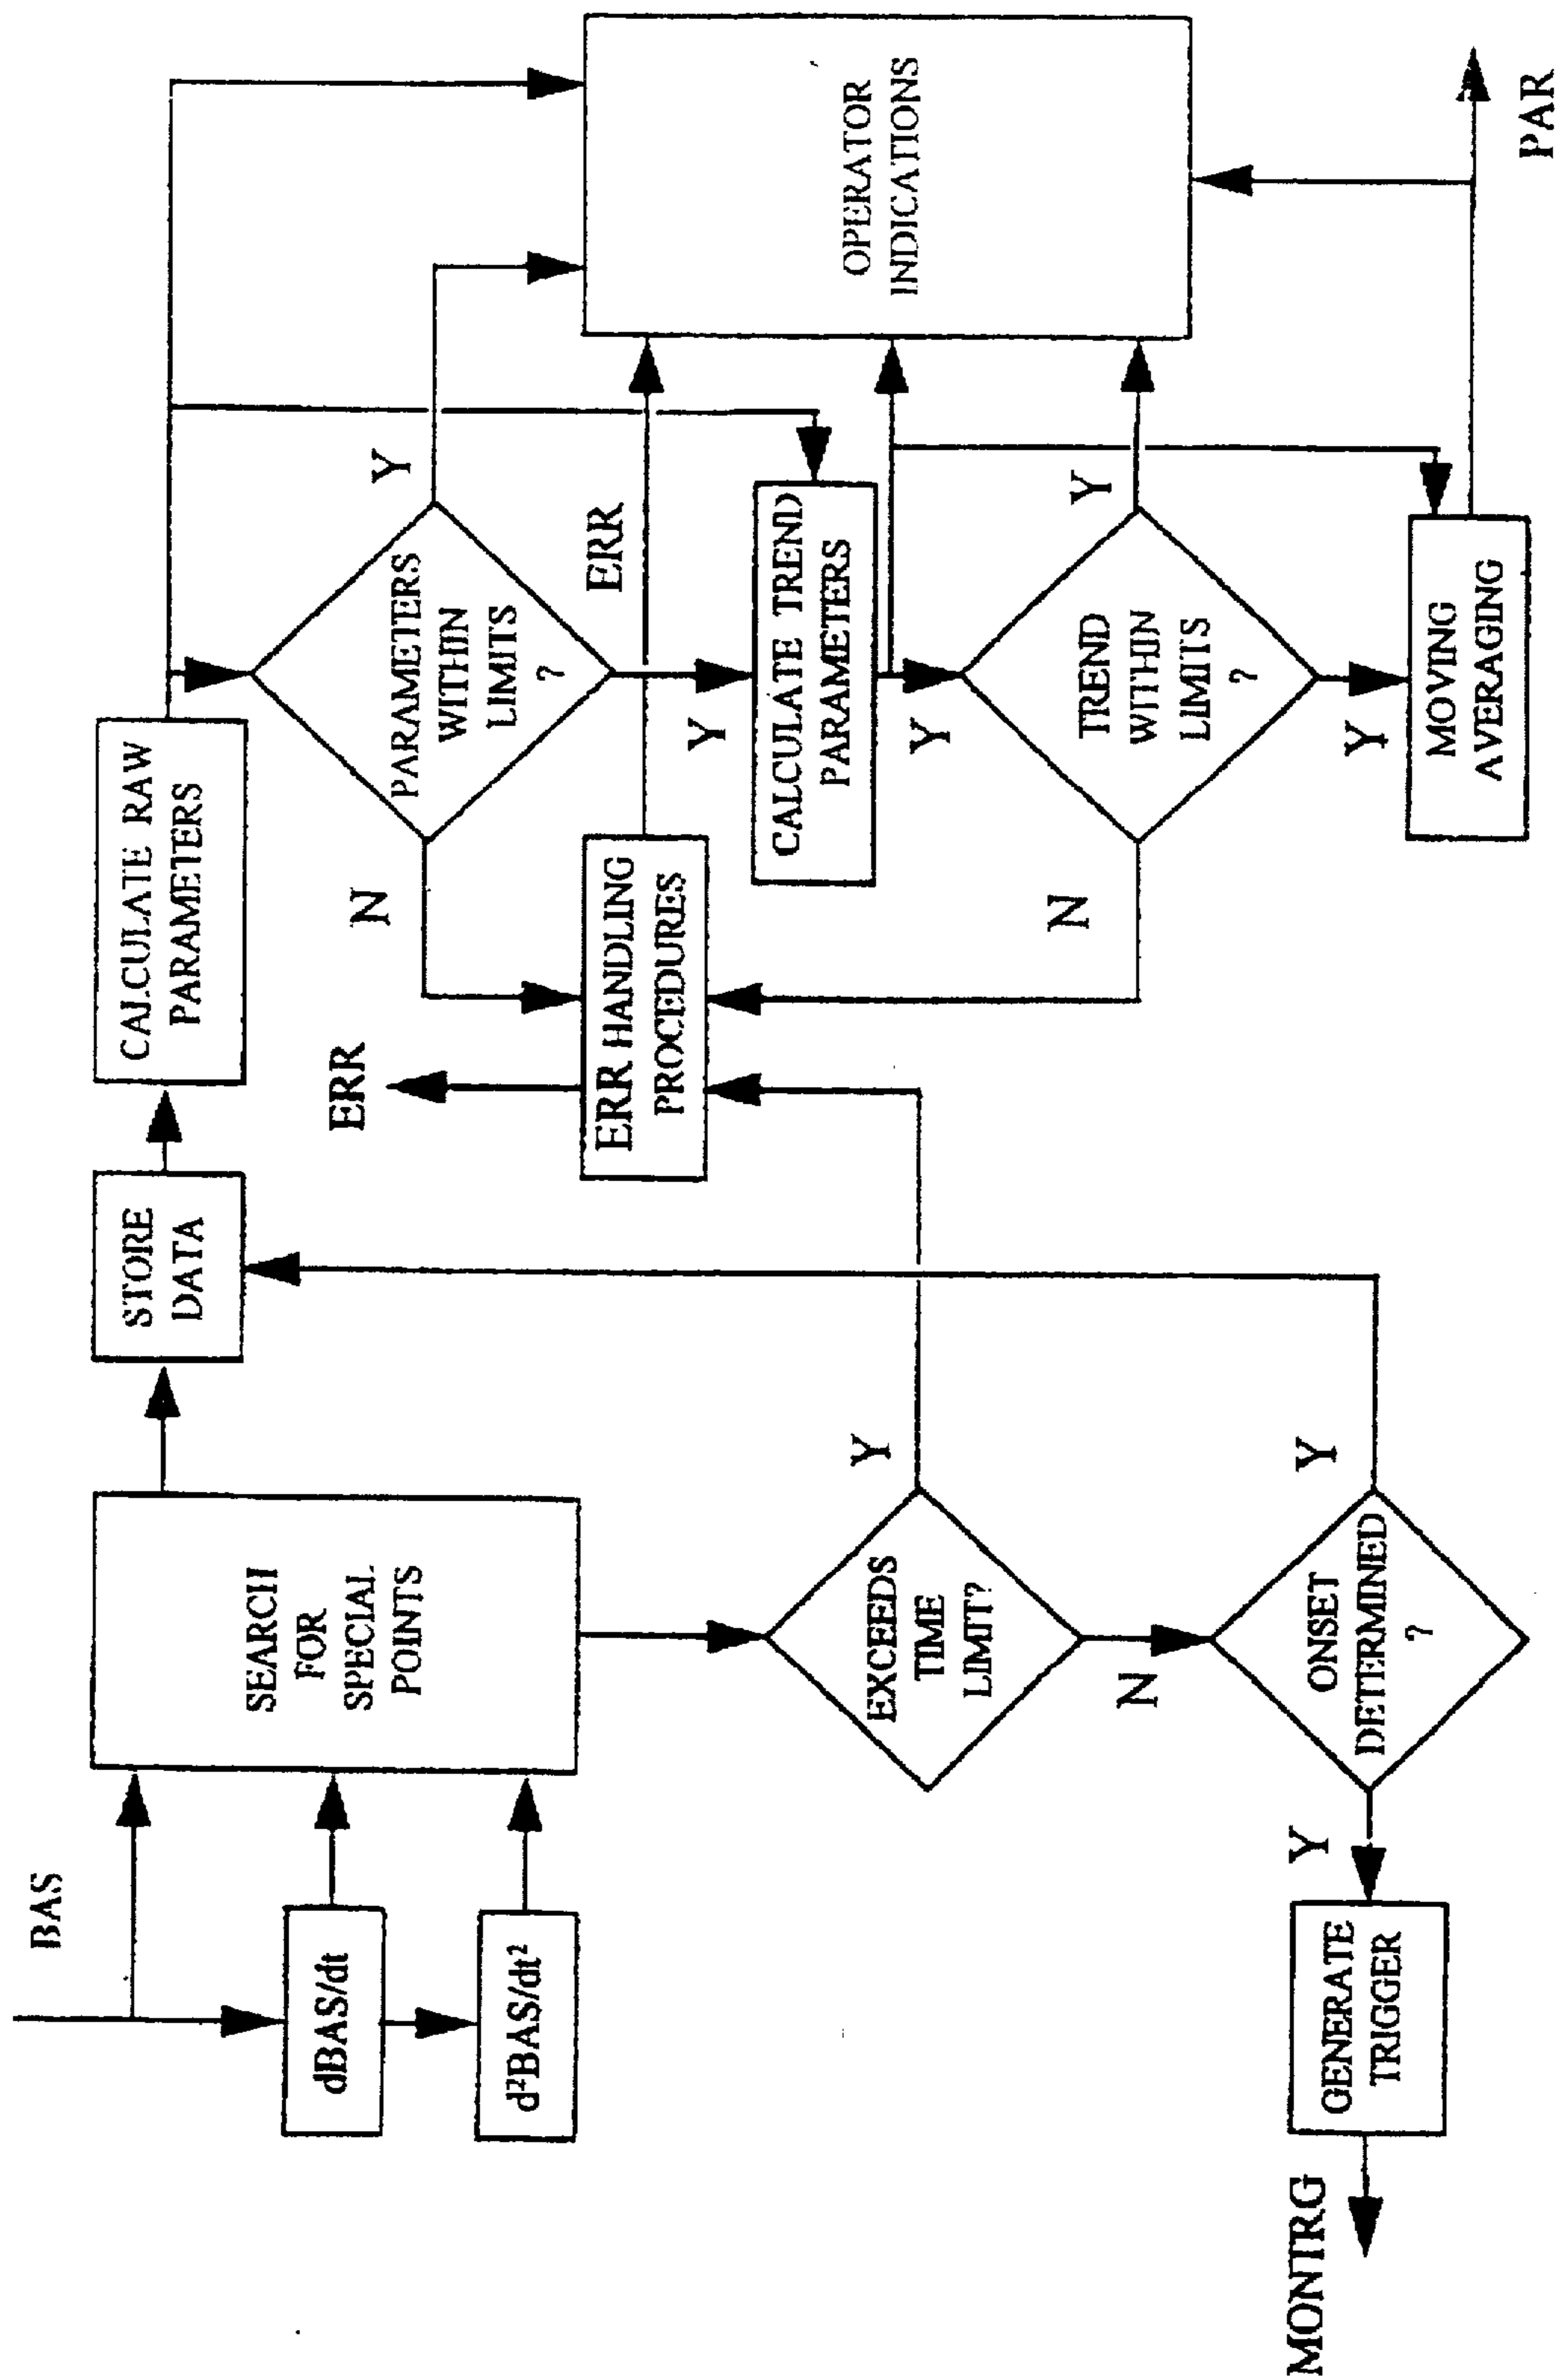 BAS
dBAS/dt
d²BAS/dt²
SEARCH
FOR
SPECIAL
POINTS
STORE
DATA
CALCULATE RAW
PARAMETERS
EXCEEDS
TIME
LIMIT?
Y
N
ONSET
DETERMINED
?
Y
Y
GENERATE
TRIGGER
MONTRG
PARAMETERS
WITHIN
LIMITS
?
N
Y
Y
ERR
ERR HANDLING
PROCEDURES
ERR
CALCULATE TREND
PARAMETERS
Y
TREND
WITHIN
LIMITS
?
N
Y
Y
MOVING
AVERAGING
OPERATOR
INDICATIONS
PAR